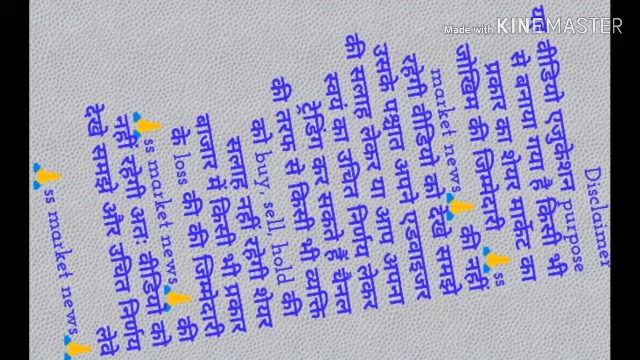 Made with KINEMASTER
Disclaimer
यह वीडियो एजुकेशन purpose
से बनाया गया है किसी भी
प्रकार का शेयर मार्केट का
जोखिम की जिम्मेदारी 👆 ss
market news 👆 की नहीं
रहेगी वीडियो को देखे समझे
उसके पश्चात अपने एडवाइजर
की सलाह लेकर या आप अपना
स्वयं का उचित निर्णय लेकर
ट्रेडिंग कर सकते हैं चैनल
की तरफ से किसी भी व्यक्ति
को buy, sell, hold की
सलाह नहीं रहेगी शेयर
बाजार में किसी भी प्रकार
के loss की की जिम्मेदारी
👆 ss market news 👆 की
नहीं रहेगी अतः वीडियो को
देखे समझे और उचित निर्णय
लेवे
👆 ss market news 👆